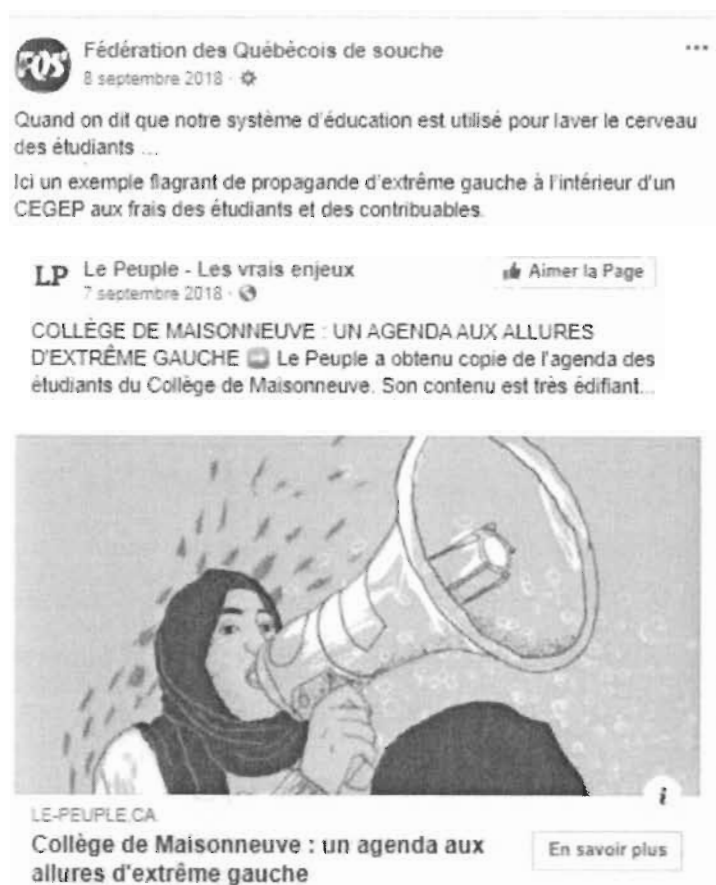 FQS
Fédération des Québécois de souche
8 septembre 2018 ·
Quand on dit que notre système d'éducation est utilisé pour laver le cerveau
des étudiants ...
Ici un exemple flagrant de propagande d'extrême gauche à l'intérieur d'un
CEGEP aux frais des étudiants et des contribuables.
LP Le Peuple - Les vrais enjeux
Aimer la Page
7 septembre 2018 ·
COLLÈGE DE MAISONNEUVE : UN AGENDA AUX ALLURES
D'EXTRÊME GAUCHE ➡ Le Peuple a obtenu copie de l'agenda des
étudiants du Collège de Maisonneuve. Son contenu est très édifiant...
i
LE-PEUPLE.CA
Collège de Maisonneuve : un agenda aux
allures d'extrême gauche
En savoir plus